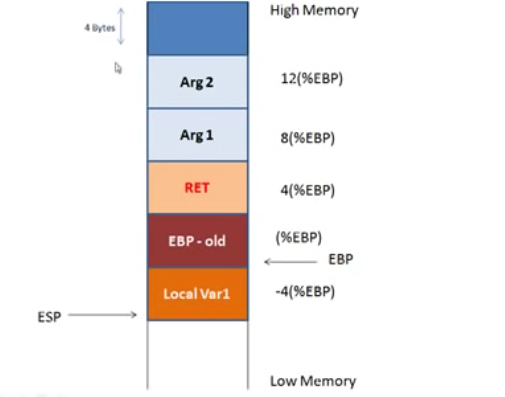 High Memory
4 Bytes
Arg 2
12(%EBP)
Arg 1
8(%EBP)
RET
4(%EBP)
EBP - old
(%EBP)
EBP
Local Var1
-4(%EBP)
ESP
Low Memory